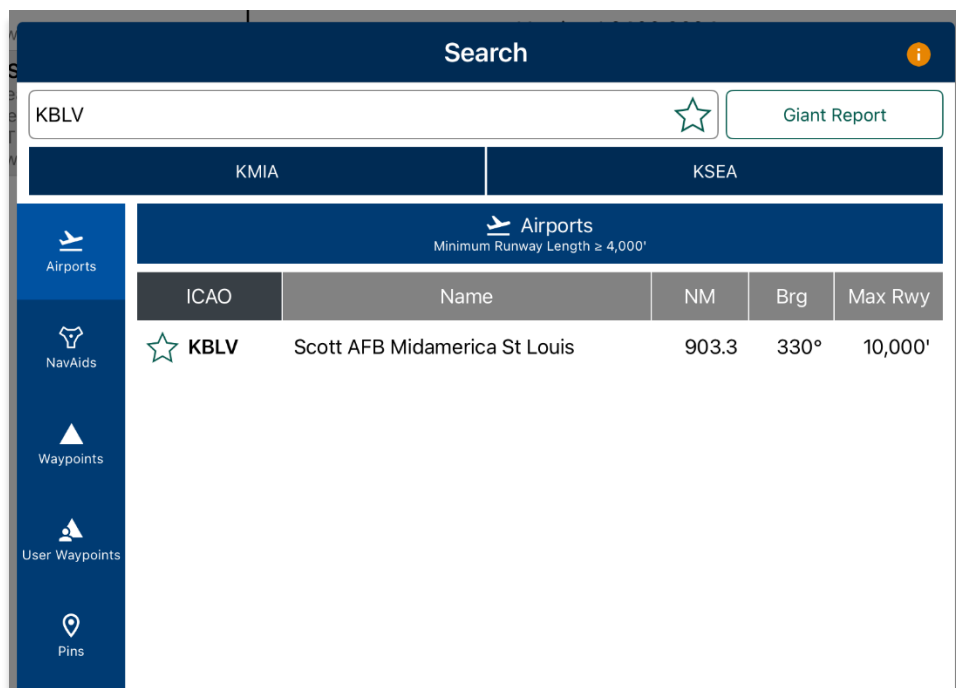 Search
KBLV
Giant Report
KMIA
KSEA
Airports
NavAids
Waypoints
User Waypoints
Pins
Airports
Minimum Runway Length ≥ 4,000'
ICAO Name NM Brg Max Rwy
KBLV Scott AFB Midamerica St Louis 903.3 330° 10,000'